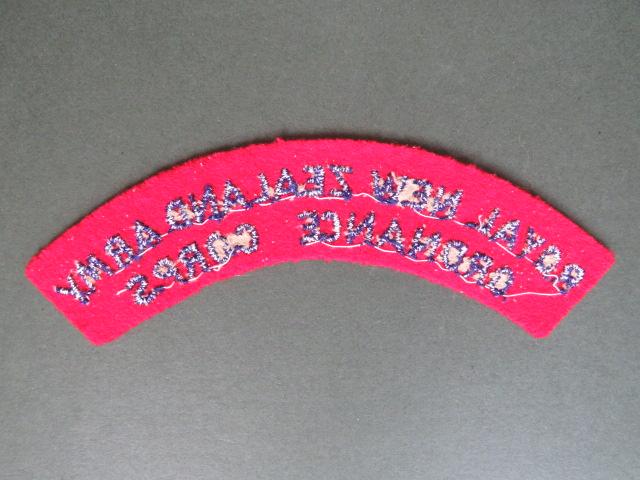 ROYAL NEW ZEALAND ARMY
ORDNANCE CORPS